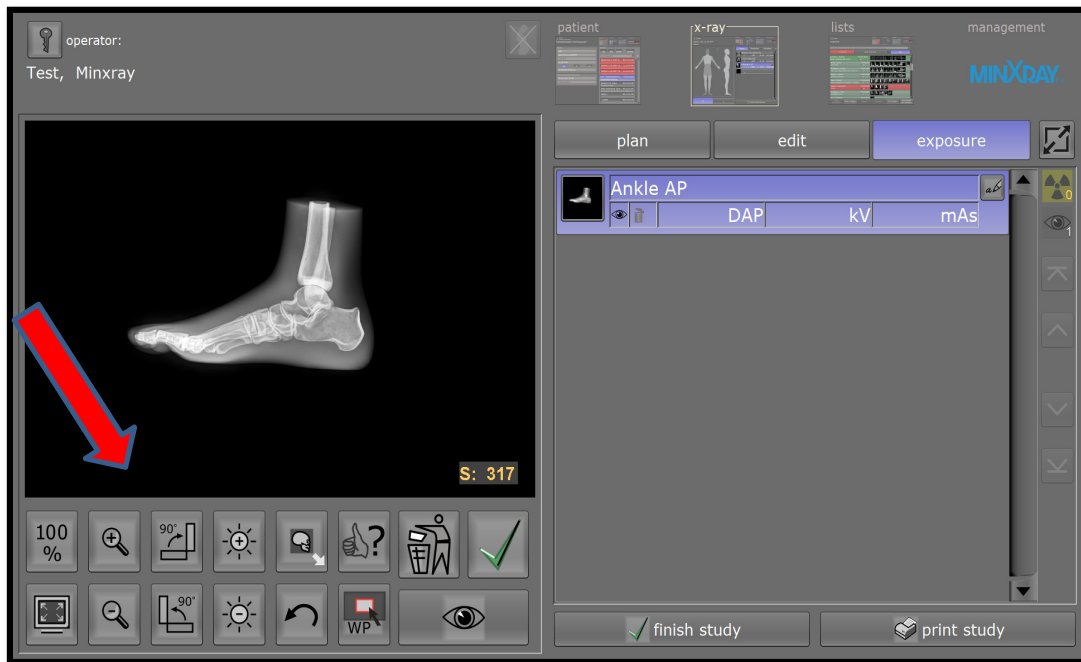 operator:
Test, Minxray
patient
x-ray
lists
management
MINXRAY
plan
edit
exposure
Ankle AP
DAP
kV
mAs
0
1
S: 317
100
%
90°
?
90°
WP
finish study
print study